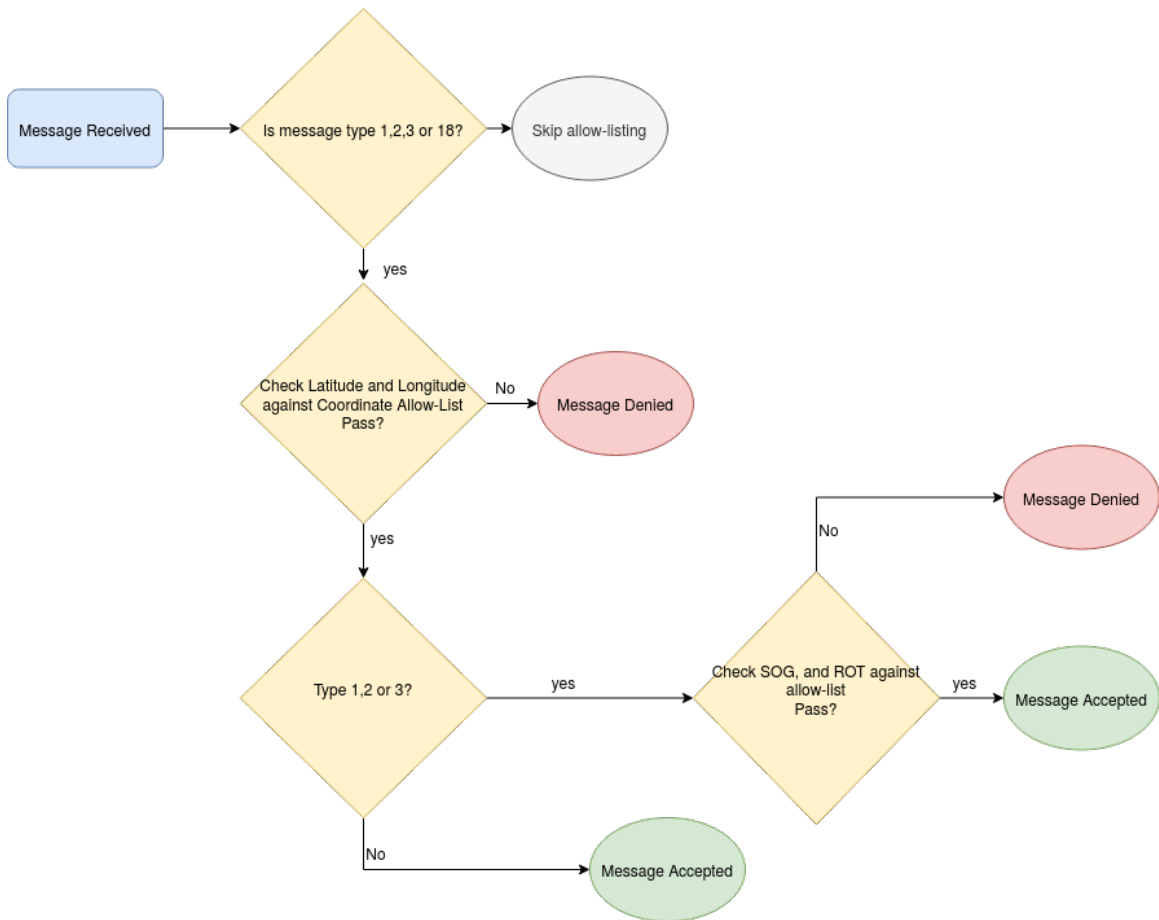 Message Received
Is message type 1,2,3 or 18?
Skip allow-listing
yes
Check Latitude and Longitude
against Coordinate Allow-List
Pass?
No
Message Denied
yes
Type 1,2 or 3?
yes
Check SOG, and ROT against
allow-list
Pass?
No
Message Denied
yes
Message Accepted
No
Message Accepted